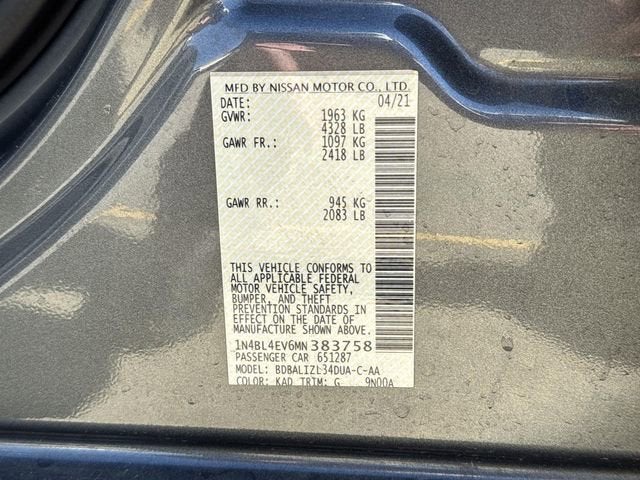 MFD BY NISSAN MOTOR CO., LTD.
DATE: 04/21
GVWR: 1963 KG
4328 LB
GAWR FR.: 1097 KG
2418 LB
GAWR RR.: 945 KG
2083 LB
THIS VEHICLE CONFORMS TO
ALL APPLICABLE FEDERAL
MOTOR VEHICLE SAFETY,
BUMPER, AND THEFT
PREVENTION STANDARDS IN
EFFECT ON THE DATE OF
MANUFACTURE SHOWN ABOVE.
1N4BL4EV6MN383758
PASSENGER CAR 651287
MODEL: BDBALIZL34DUA-C-AA
COLOR: KAD TRIM: G 9N00A